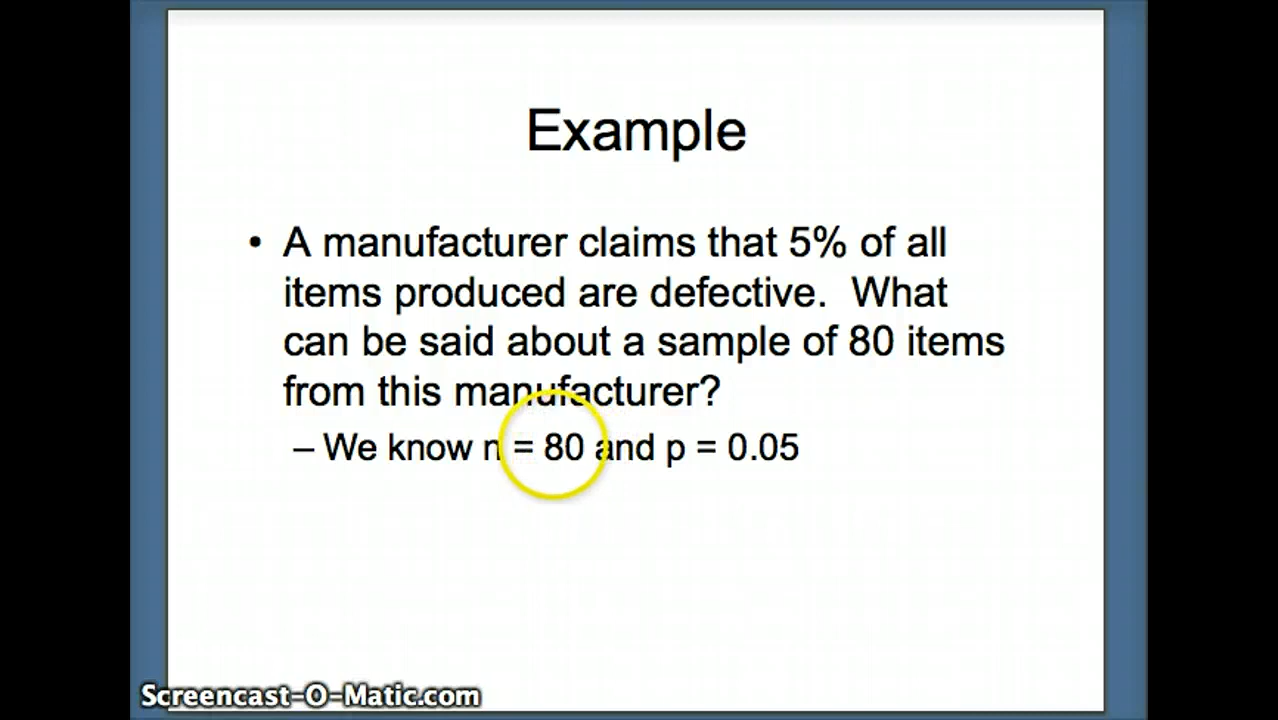 Example
• A manufacturer claims that 5% of all
items produced are defective.  What
can be said about a sample of 80 items
from this manufacturer?
– We know n = 80 and p = 0.05
Screencast-O-Matic.com